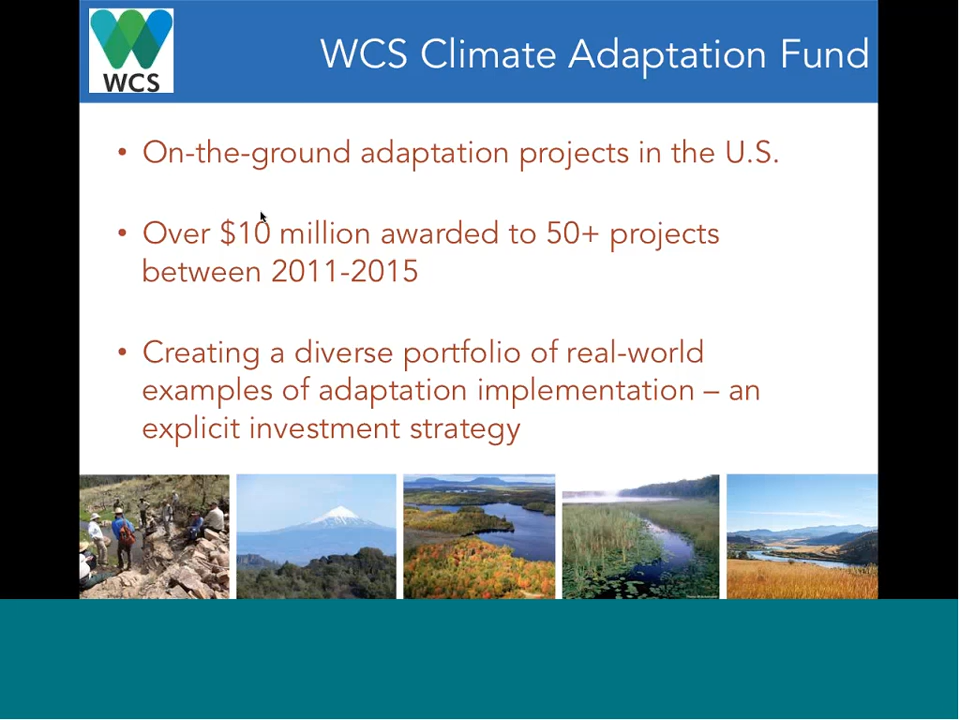 WCS
WCS Climate Adaptation Fund
• On-the-ground adaptation projects in the U.S.
• Over $10 million awarded to 50+ projects
between 2011-2015
• Creating a diverse portfolio of real-world
examples of adaptation implementation – an
explicit investment strategy